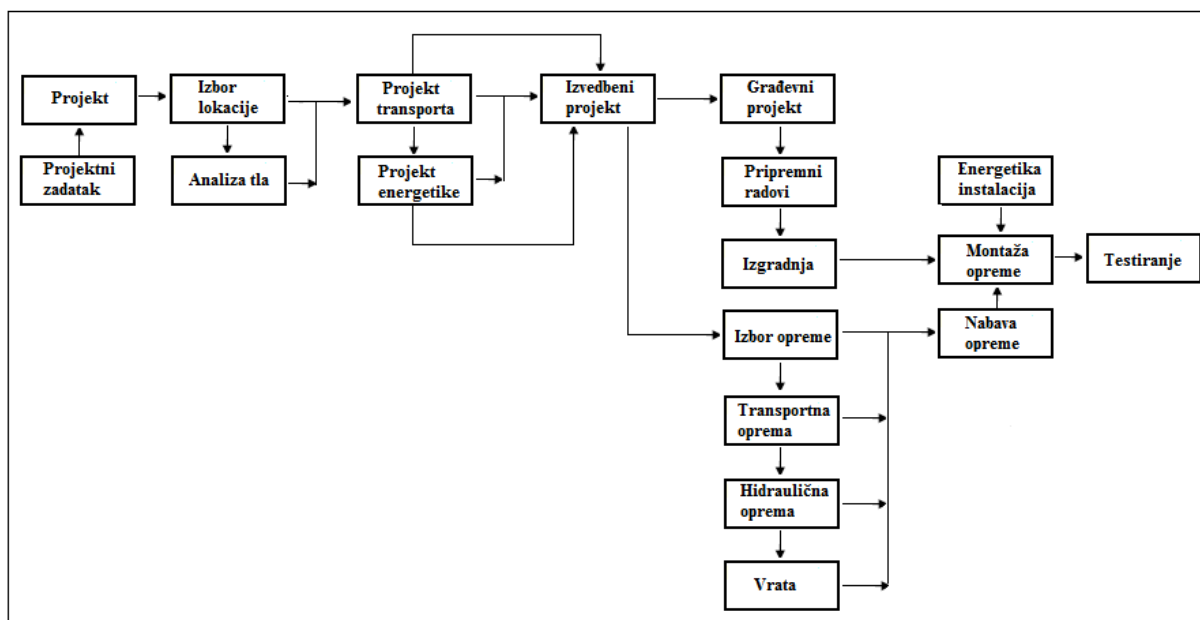 Projekt
Projektni
zadatak
Izbor
lokacije
Analiza tla
Projekt
transporta
Projekt
energetike
Izvedbeni
projekt
Građevni
projekt
Pripremni
radovi
Izgradnja
Izbor opreme
Transportna
oprema
Hidraulična
oprema
Vrata
Energetika
instalacija
Montaža
opreme
Nabava
opreme
Testiranje